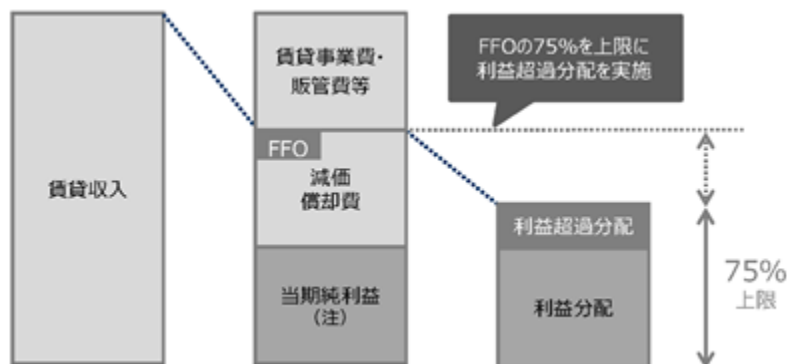 賃貸収入
賃貸事業費・
販管費等
FFO
減価
償却費
当期純利益
（注）
FFOの75%を上限に
利益超過分配を実施
利益超過分配
利益分配
75%
上限